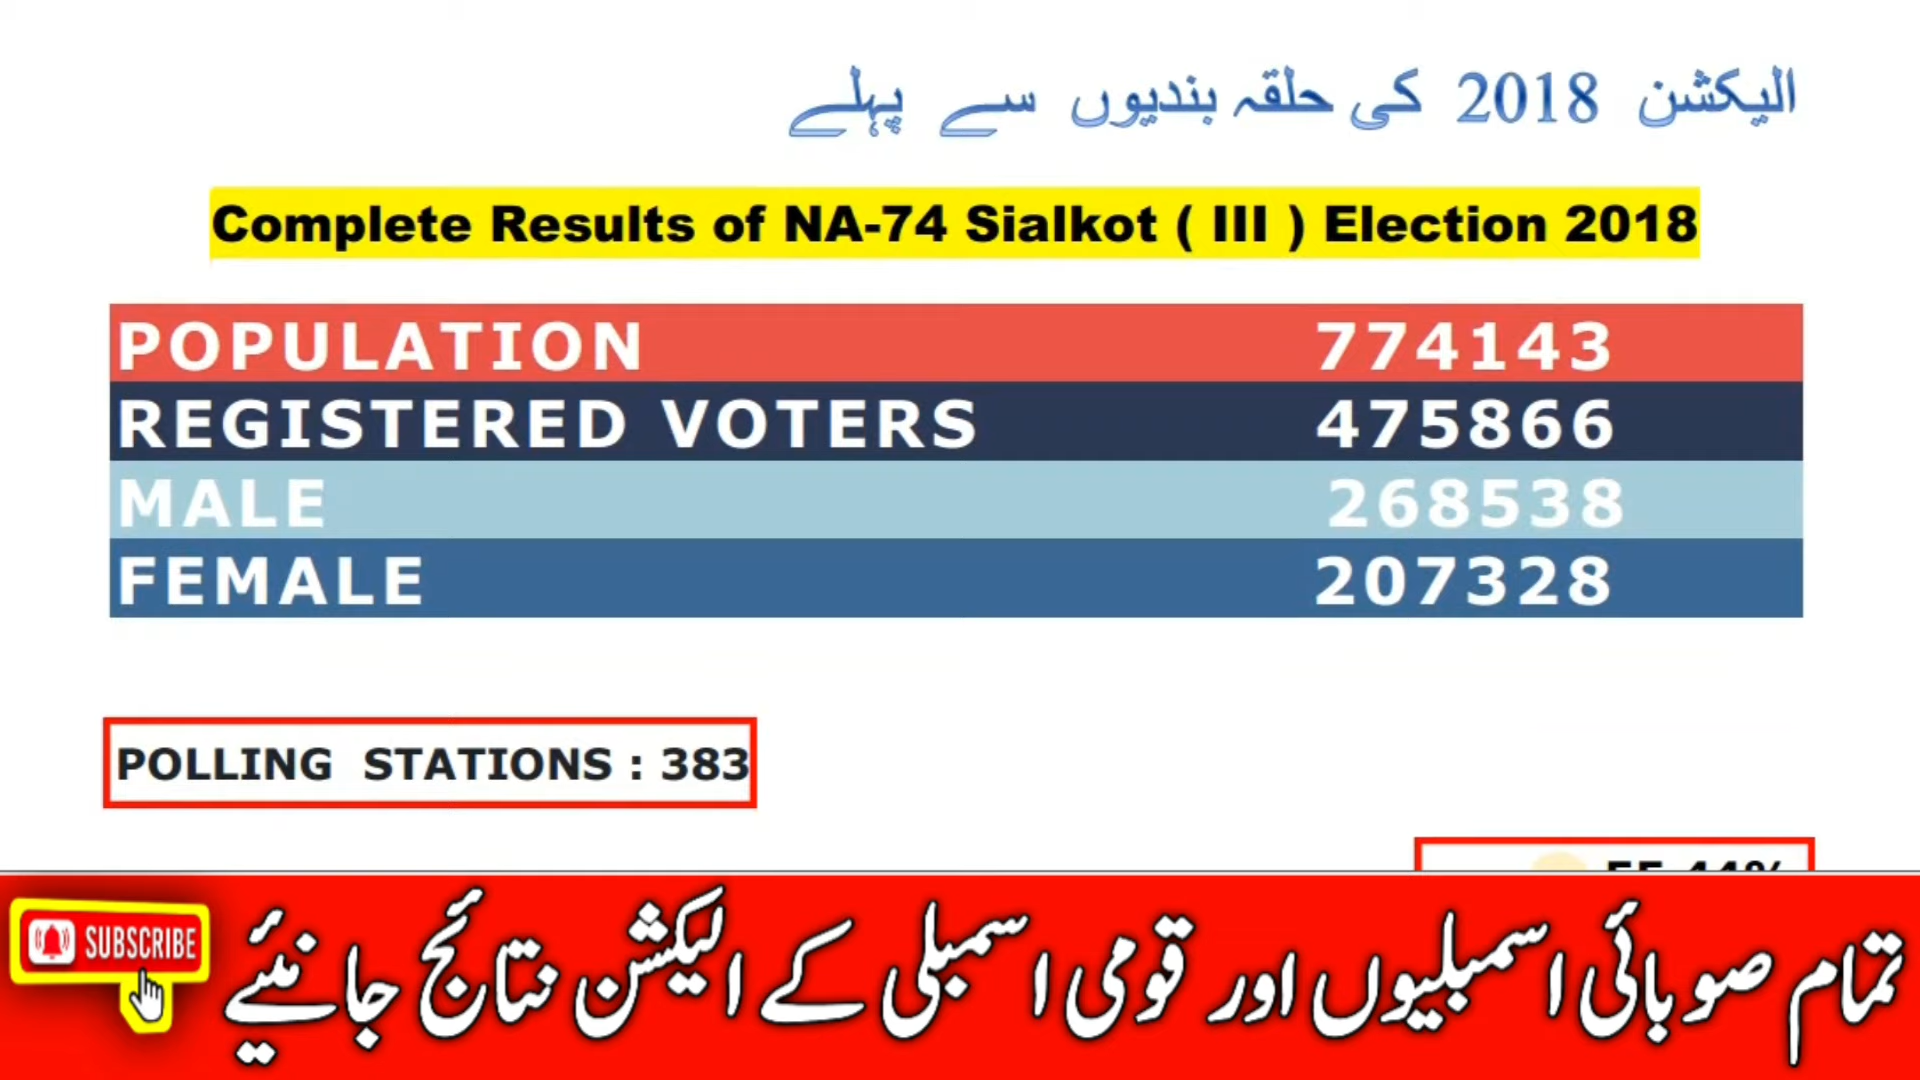 الیکشن 2018 کی حلقہ بندیوں سے پہلے
Complete Results of NA-74 Sialkot ( III ) Election 2018
POPULATION 774143
REGISTERED VOTERS 475866
MALE 268538
FEMALE 207328
POLLING STATIONS : 383
SUBSCRIBE
تمام صوبائی اسمبلیوں اور قومی اسمبلی کے الیکشن نتائج جانیئے